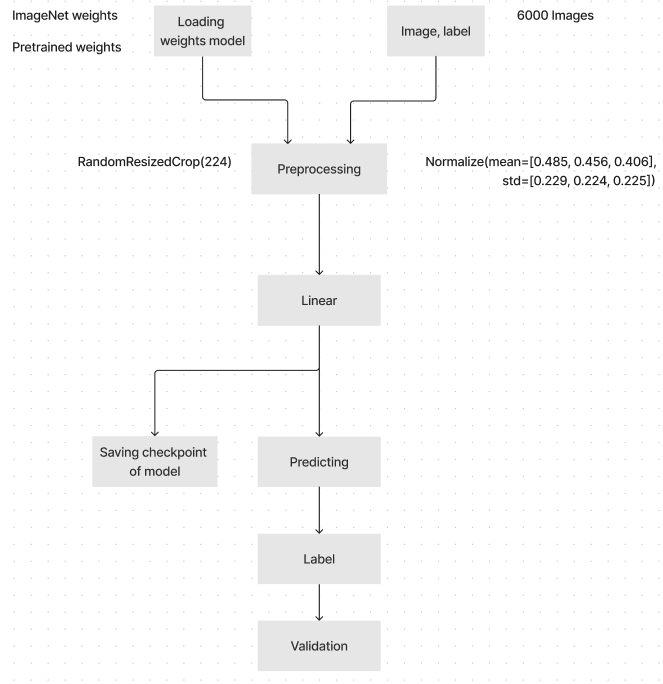 ImageNet weights
Pretrained weights
Loading
weights model
Image, label
6000 Images
RandomResizedCrop(224)
Preprocessing
Normalize(mean=[0.485, 0.456, 0.406],
std=[0.229, 0.224, 0.225])
Linear
Saving checkpoint
of model
Predicting
Label
Validation